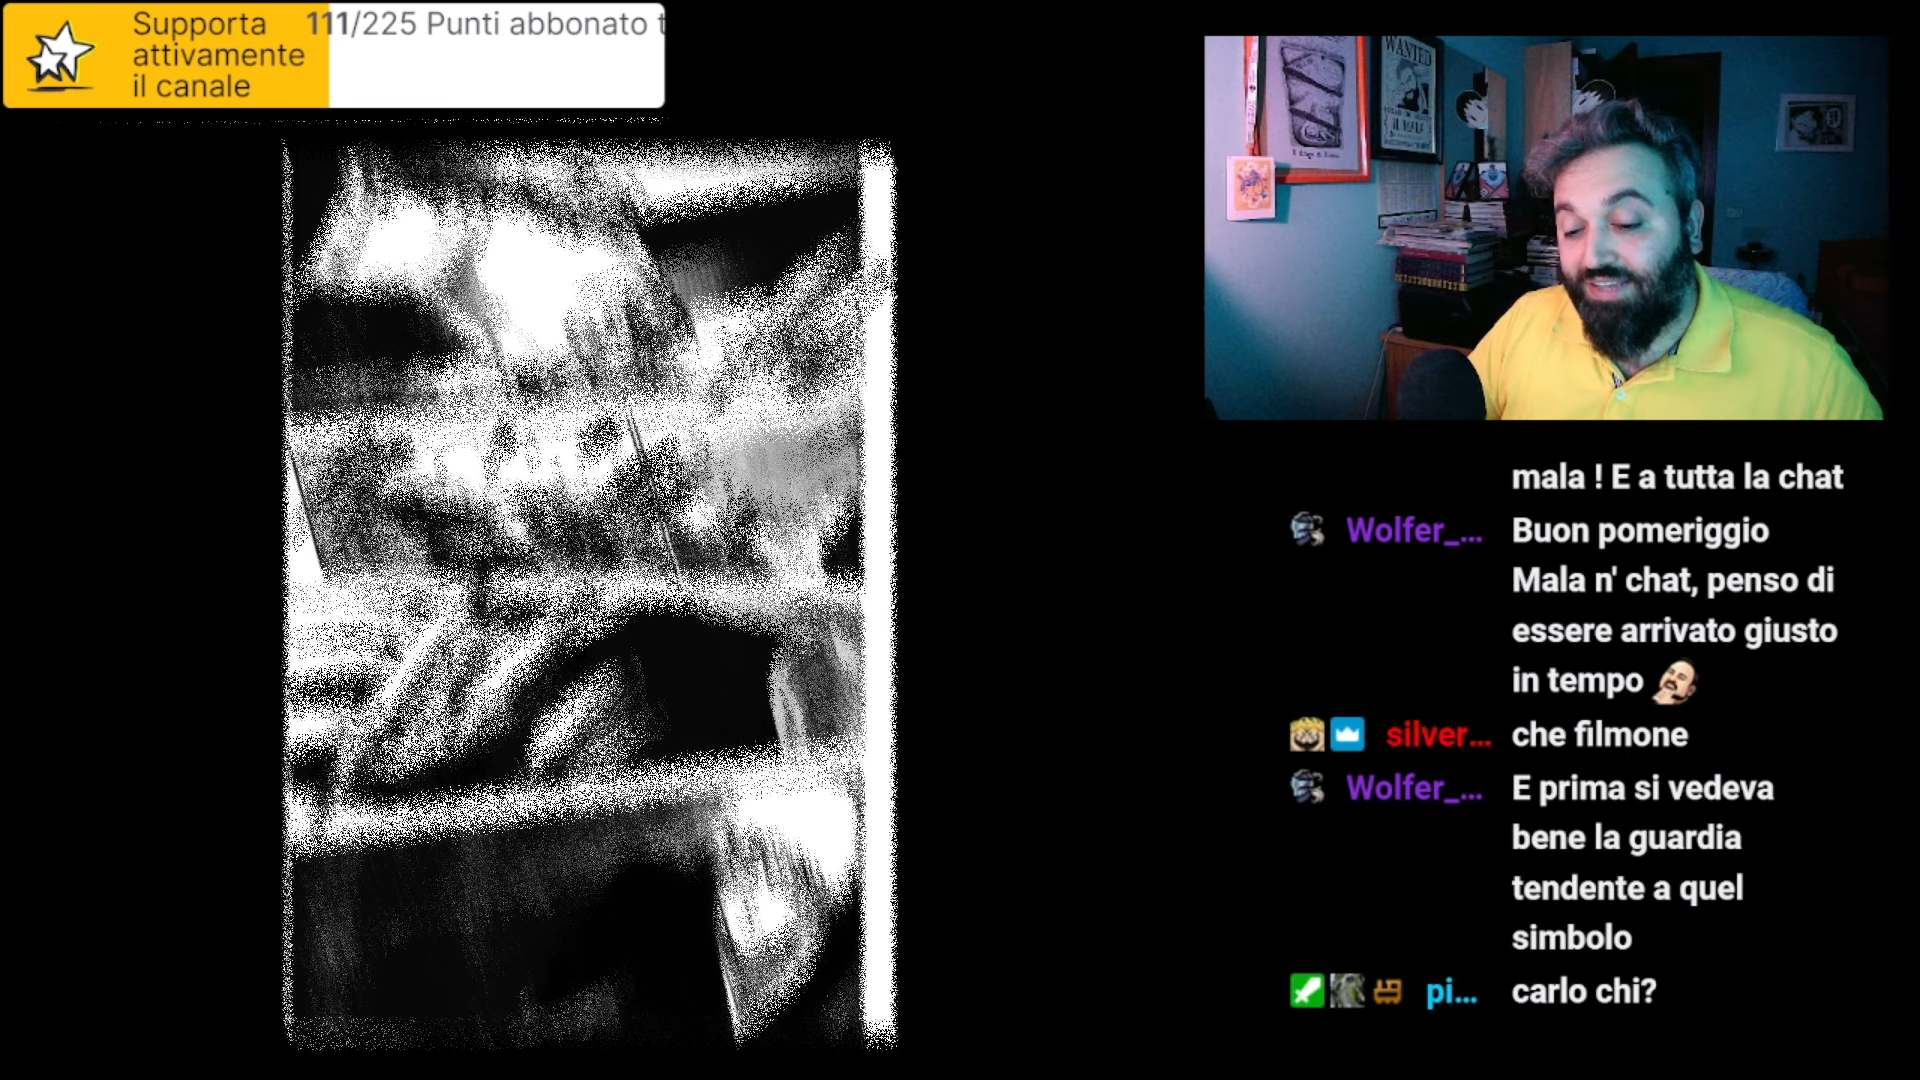 Supporta
attivamente
il canale
111/225 Punti abbonato t
WANTED
mala ! E a tutta la chat
Wolfer_... Buon pomeriggio
Mala n' chat, penso di
essere arrivato giusto
in tempo
silver... che filmone
Wolfer_... E prima si vedeva
bene la guardia
tendente a quel
simbolo
pi... carlo chi?